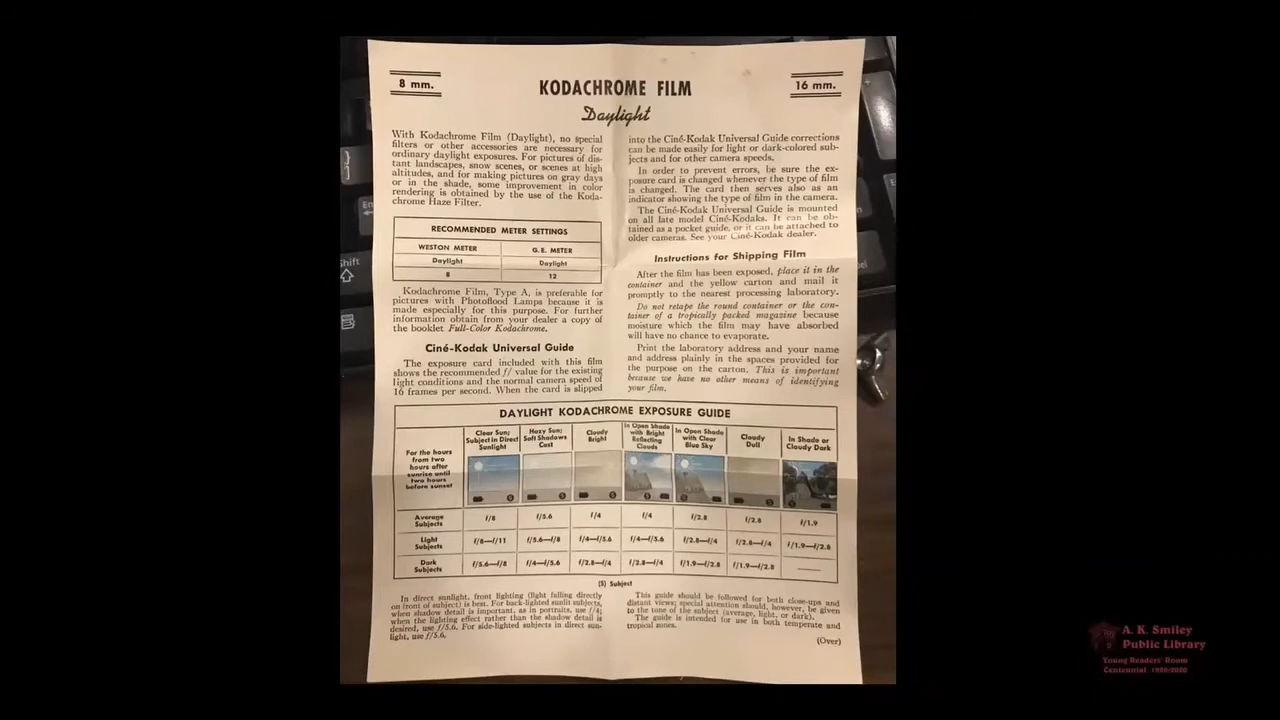 8 mm.
KODACHROME FILM
16 mm.
Daylight
With Kodachrome Film (Daylight), no special
filters or other accessories are necessary for
ordinary daylight exposures. For pictures of dis-
tant landscapes, snow scenes, or scenes at high
altitudes, and for making pictures on gray days
or in the shade, some improvement in color
rendering is obtained by the use of the Koda-
chrome Haze Filter.
RECOMMENDED METER SETTINGS
WESTON METER G.E. METER
Daylight Daylight
8 12
Kodachrome Film, Type A, is preferable for
pictures with Photoflood Lamps because it is
made especially for this purpose. For further
information obtain from your dealer a copy of
the booklet Full-Color Kodachrome.
Ciné-Kodak Universal Guide
The exposure card included with this film
shows the recommended f/ value for the existing
light conditions and the normal camera speed of
16 frames per second. When the card is slipped
into the Ciné-Kodak Universal Guide corrections
can be made easily for light or dark-colored sub-
jects and for other camera speeds.
In order to prevent errors, be sure the ex-
posure card is changed whenever the type of film
is changed. The card then serves also as an
indicator showing the type of film in the camera.
The Ciné-Kodak Universal Guide is mounted
on all late model Ciné-Kodaks. It can be ob-
tained as a pocket guide, or it can be attached to
older cameras. See your Ciné-Kodak dealer.
Instructions for Shipping Film
After the film has been exposed, place it in the
container and the yellow carton and mail it
promptly to the nearest processing laboratory.
Do not retape the round container or the con-
tainer of a tropically packed magazine because
moisture which the film may have absorbed
will have no chance to evaporate.
Print the laboratory address and your name
and address plainly in the spaces provided for
the purpose on the carton. This is important
because we have no other means of identifying
your film.
DAYLIGHT KODACHROME EXPOSURE GUIDE
For the hours
from two
hours after
sunrise until
two hours
before sunset
Clear Sun;
Subject in Direct
Sunlight
Hazy Sun;
Soft Shadows
Cast
Cloudy
Bright
In Open Shade
with Bright
Reflecting
Clouds
In Open Shade
with Clear
Blue Sky
Cloudy
Dull
In Shade or
Cloudy Dark
Average
Subjects
f/8 f/5.6 f/4 f/4 f/2.8 f/2.8 f/1.9
Light
Subjects
f/8—f/11 f/5.6—f/8 f/4—f/5.6 f/4—f/5.6 f/2.8—f/4 f/2.8—f/4 f/1.9—f/2.8
Dark
Subjects
f/5.6—f/8 f/4—f/5.6 f/2.8—f/4 f/2.8—f/4 f/1.9—f/2.8 f/1.9—f/2.8 ——
(S) Subject
In direct sunlight, front lighting (light falling directly
on front of subject) is best. For back-lighted sunlit subjects,
when shadow detail is important, as in portraits, use f/4;
when the lighting effect rather than the shadow detail is
desired, use f/5.6. For side-lighted subjects in direct sun-
light, use f/5.6.
This guide should be followed for both close-ups and
distant views; special attention should, however, be given
to the tone of the subject (average, light, or dark).
The guide is intended for use in both temperate and
tropical zones.
(Over)
Shift
A. K. Smiley
Public Library
Young Readers' Room
Centennial 1920-2020